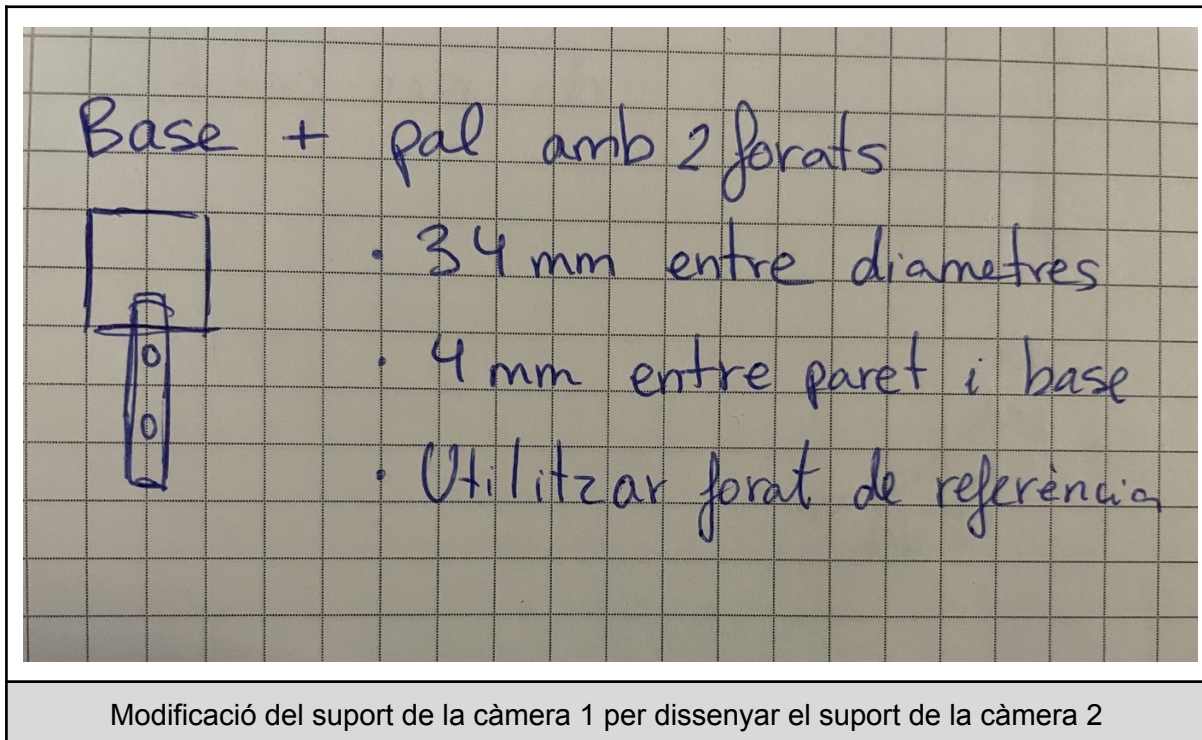 Base + pal amb 2 forats
· 34 mm entre diametres
· 4 mm entre paret i base
· Utilitzar forat de referència
Modificació del suport de la càmera 1 per dissenyar el suport de la càmera 2